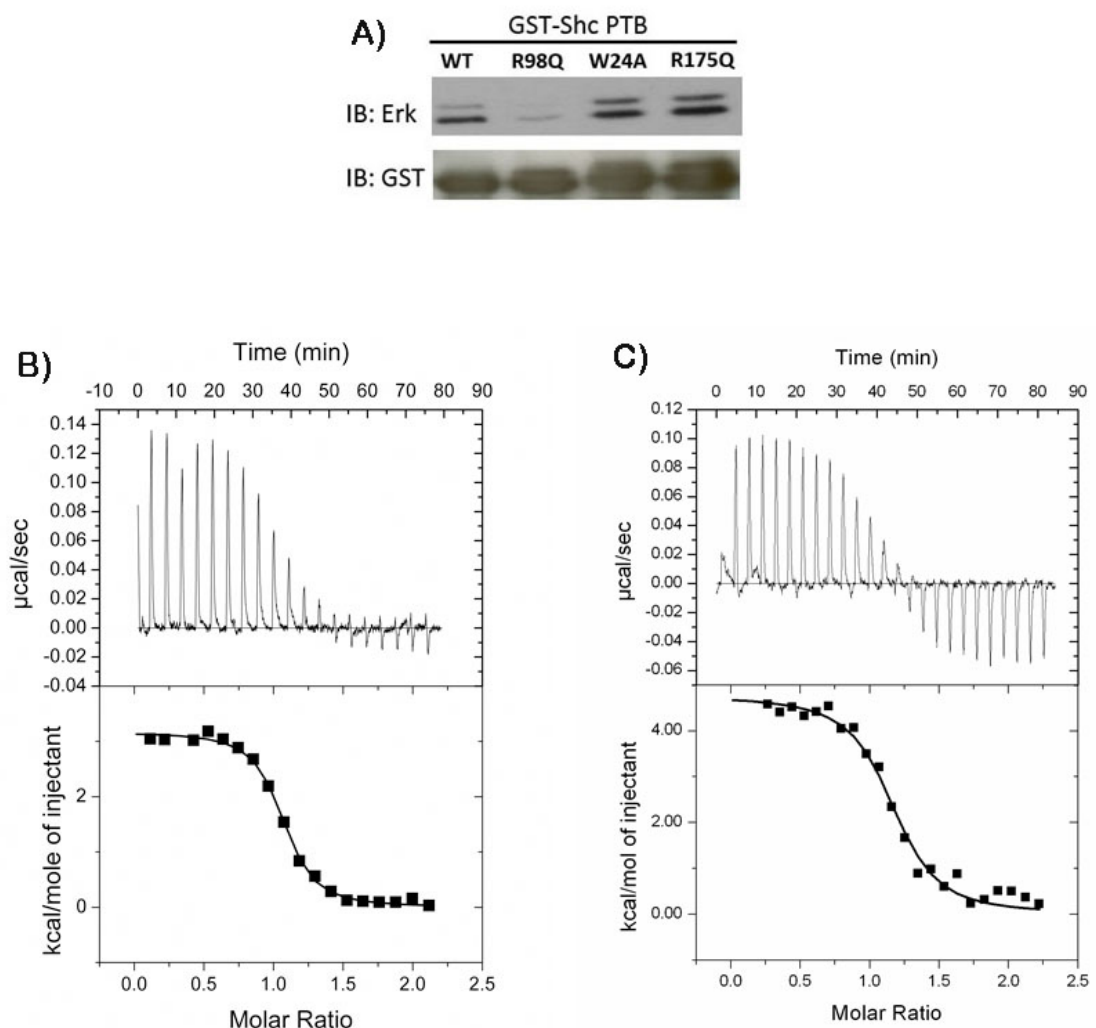 A)
GST-Shc PTB
WT R98Q W24A R175Q
IB: Erk
IB: GST
B)
Time (min)
-10 0 10 20 30 40 50 60 70 80 90
0.14
0.12
0.10
0.08
0.06
0.04
0.02
0.00
-0.02
-0.04
µcal/sec
2
0
kcal/mole of injectant
0.0 0.5 1.0 1.5 2.0 2.5
Molar Ratio
C)
Time (min)
0 10 20 30 40 50 60 70 80 90
0.12
0.10
0.08
0.06
0.04
0.02
0.00
-0.02
-0.04
-0.06
µcal/sec
4.00
2.00
0.00
kcal/mol of injectant
0.0 0.5 1.0 1.5 2.0 2.5
Molar Ratio